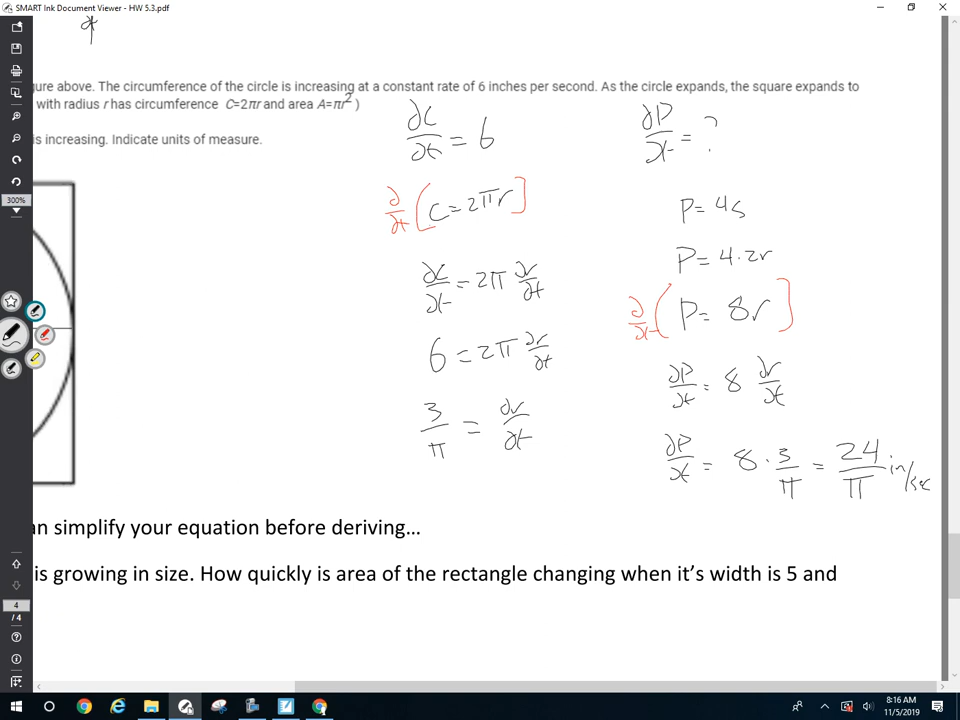 SMART Ink Document Viewer - HW 5.3.pdf
ure above. The circumference of the circle is increasing at a constant rate of 6 inches per second. As the circle expands, the square expands to
with radius r has circumference C=2πr and area A=πr² )
is increasing. Indicate units of measure.
∂C/∂t = 6
∂/∂t [C = 2πr]
∂C/∂t = 2π ∂r/∂t
6 = 2π ∂r/∂t
3/π = ∂r/∂t
∂P/∂t = ?
P = 4s
P = 4·2r
∂/∂t [P = 8r]
∂P/∂t = 8 ∂r/∂t
∂P/∂t = 8 · 3/π = 24/π in/sec
300%
an simplify your equation before deriving…
is growing in size. How quickly is area of the rectangle changing when it’s width is 5 and
4
/ 4
8:16 AM
11/5/2019